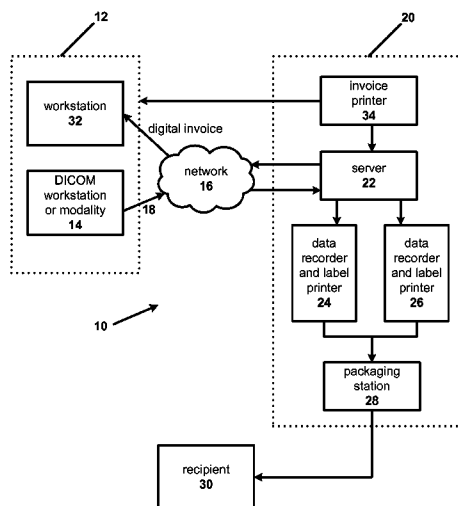 12
20
workstation
32
invoice
printer
34
digital invoice
network
16
server
22
DICOM
workstation
or modality
14
18
data
recorder
and label
printer
24
data
recorder
and label
printer
26
10
packaging
station
28
recipient
30